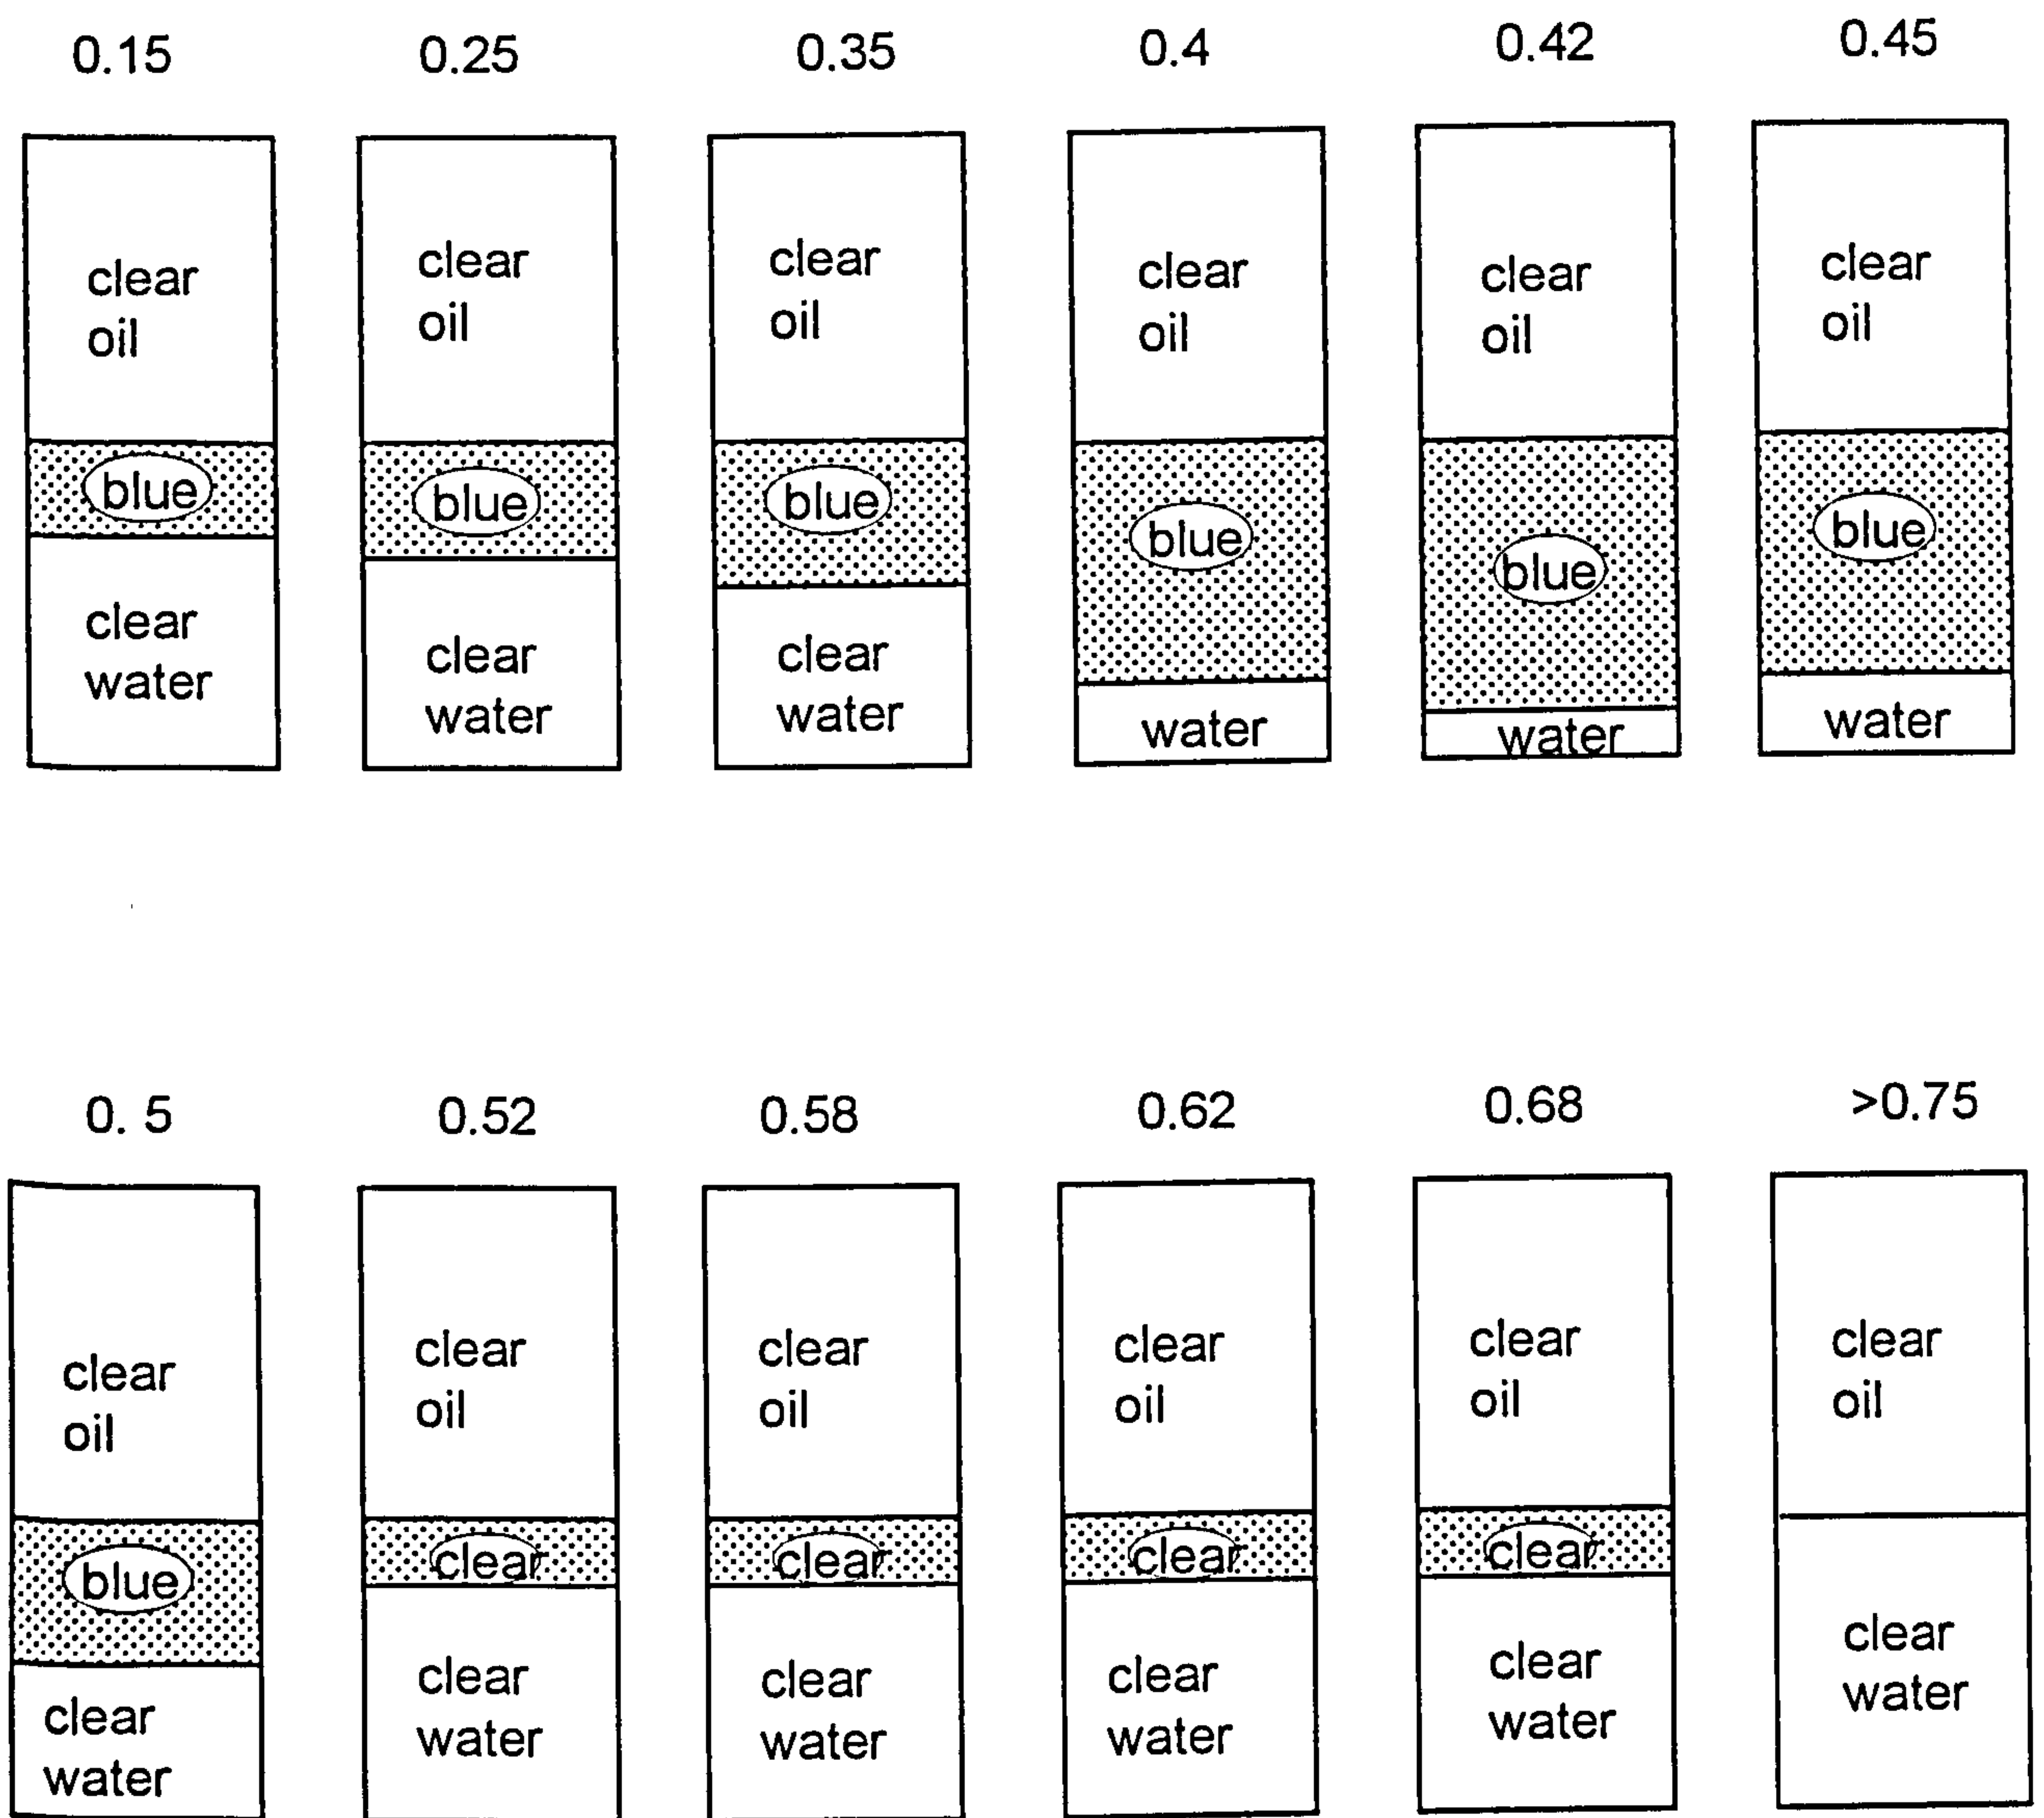 0.15 0.25 0.35 0.4 0.42 0.45
clear clear clear clear clear clear
oil oil oil oil oil oil
blue blue blue blue blue blue
clear clear clear
water water water water water water
0. 5 0.52 0.58 0.62 0.68 >0.75
clear clear clear clear clear clear
oil oil oil oil oil oil
blue clear clear clear clear
clear clear clear clear clear clear
water water water water water water